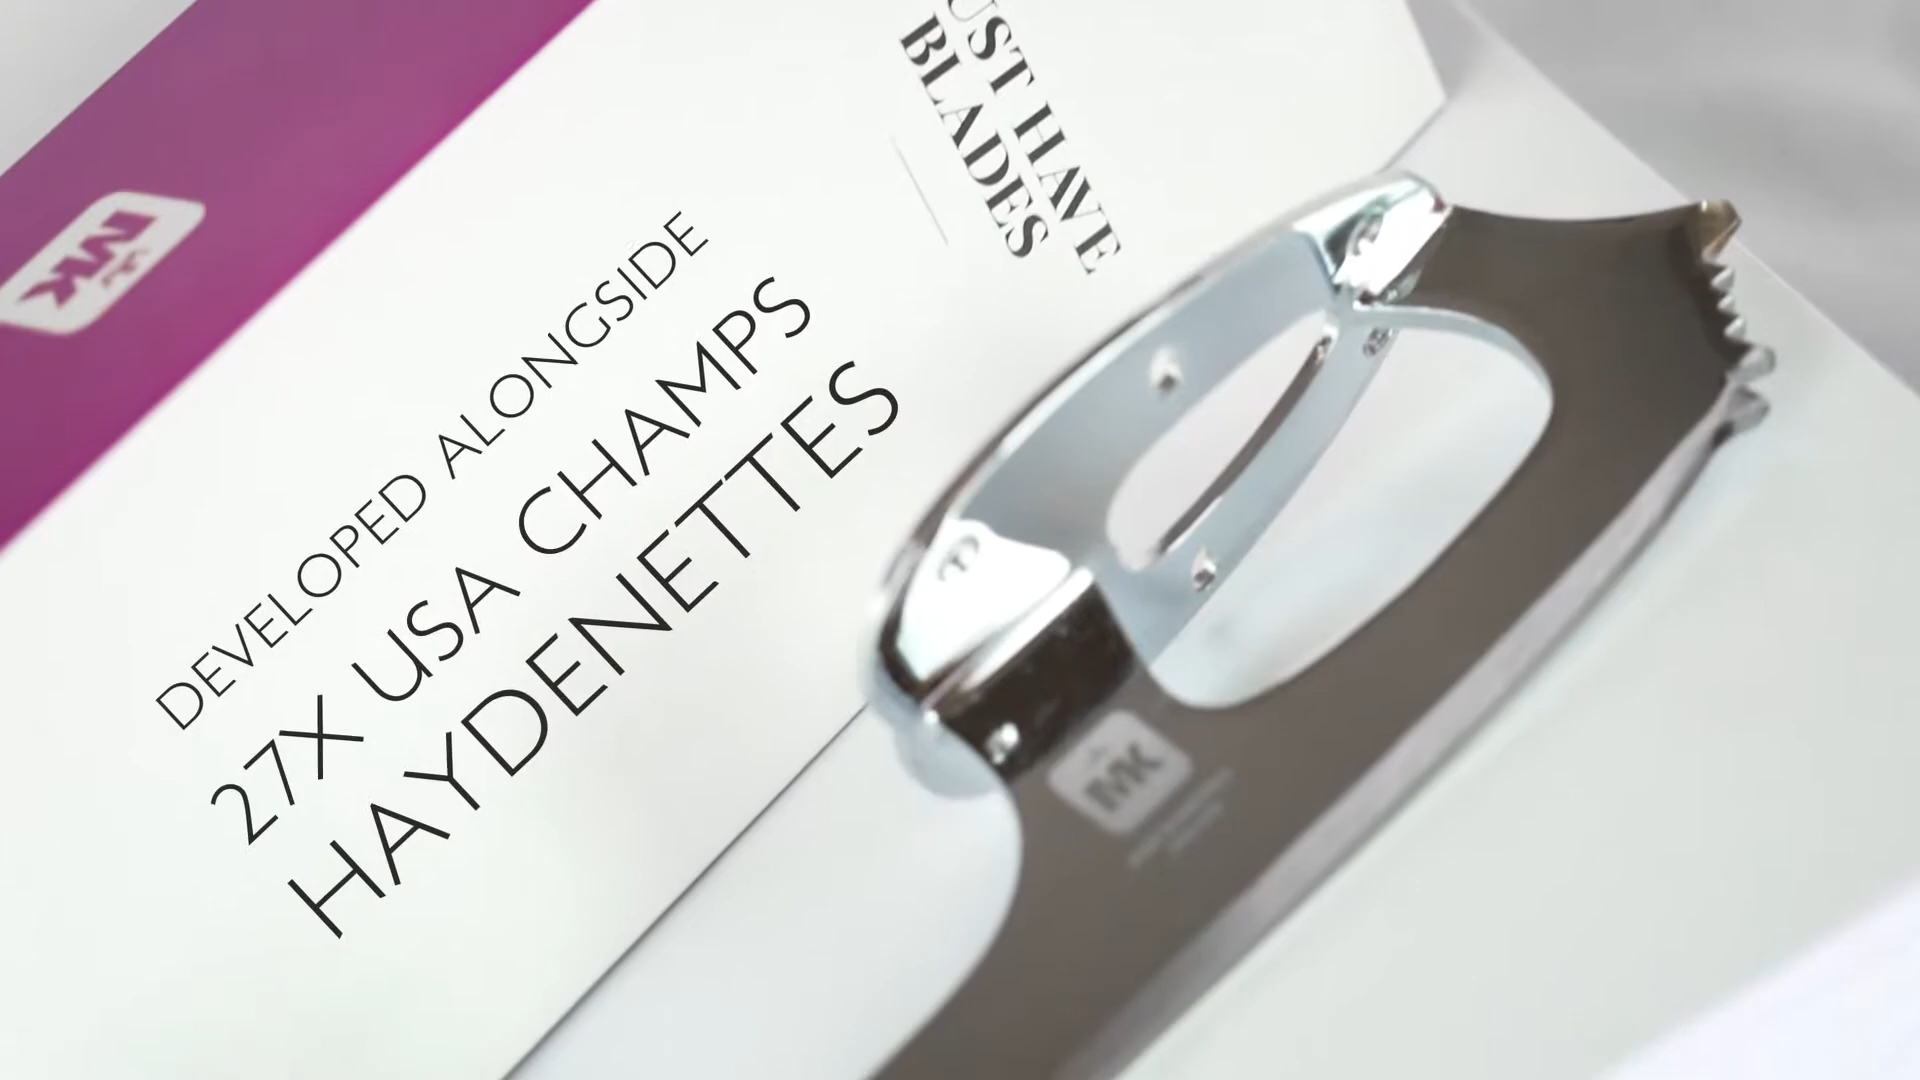 MK
UST HAVE
BLADES
DEVELOPED ALONGSIDE
27X USA CHAMPS
HAYDENETTES
MK